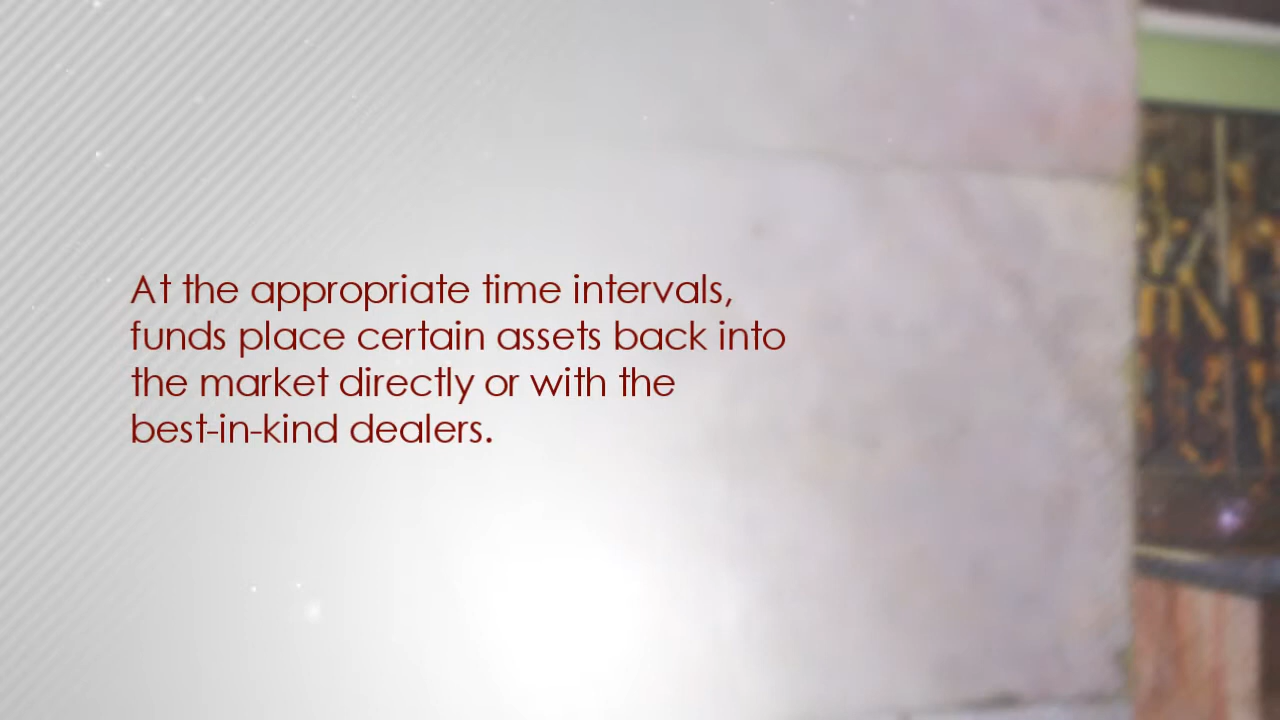 At the appropriate time intervals,
funds place certain assets back into
the market directly or with the
best-in-kind dealers.